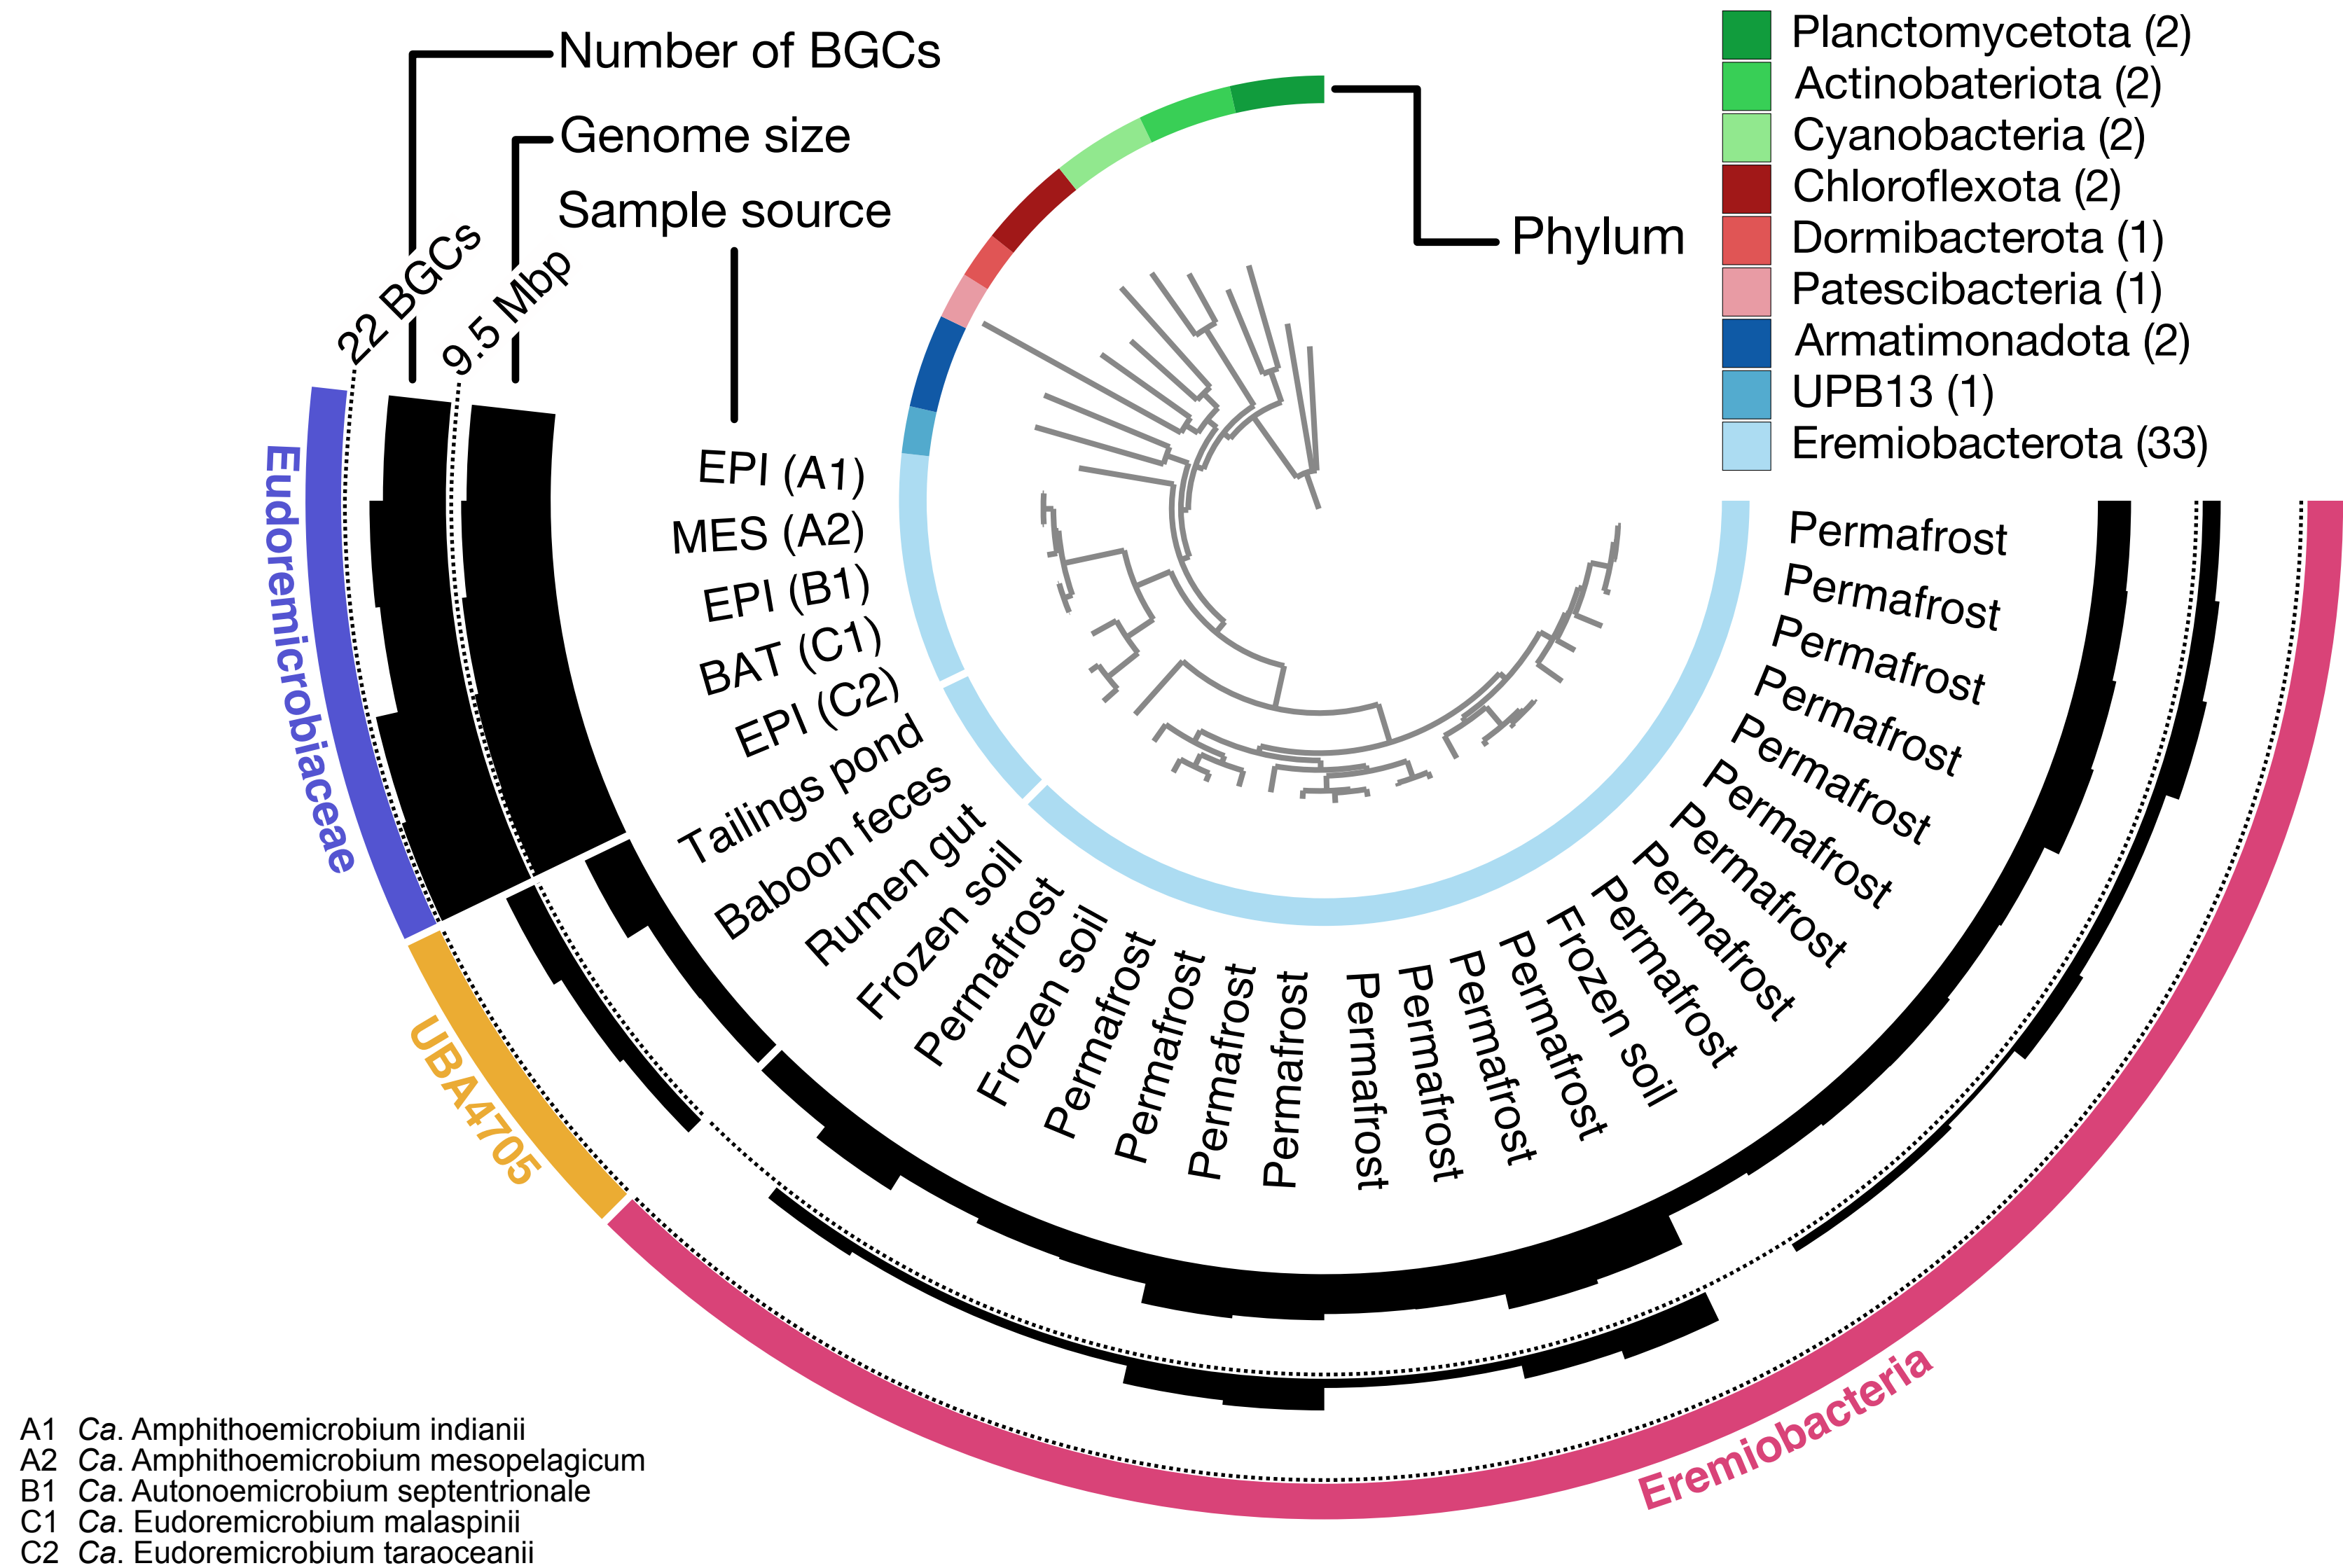 Number of BGCs
Genome size
Sample source
22 BGCs
9.5 Mbp
Phylum
Planctomycetota (2)
Actinobateriota (2)
Cyanobacteria (2)
Chloroflexota (2)
Dormibacterota (1)
Patescibacteria (1)
Armatimonadota (2)
UPB13 (1)
Eremiobacterota (33)
Eudoremicrobiaceae
UBA4705
Eremiobacteria
EPI (A1)
MES (A2)
EPI (B1)
BAT (C1)
EPI (C2)
Tailings pond
Baboon feces
Rumen gut
Frozen soil
Permafrost
Frozen soil
Permafrost
Permafrost
Permafrost
Permafrost
Permafrost
Permafrost
Permafrost
Permafrost
Frozen soil
Permafrost
Permafrost
Permafrost
Permafrost
Permafrost
Permafrost
Permafrost
Permafrost
Permafrost
A1 Ca. Amphithoemicrobium indianii
A2 Ca. Amphithoemicrobium mesopelagicum
B1 Ca. Autonoemicrobium septentrionale
C1 Ca. Eudoremicrobium malaspinii
C2 Ca. Eudoremicrobium taraoceanii